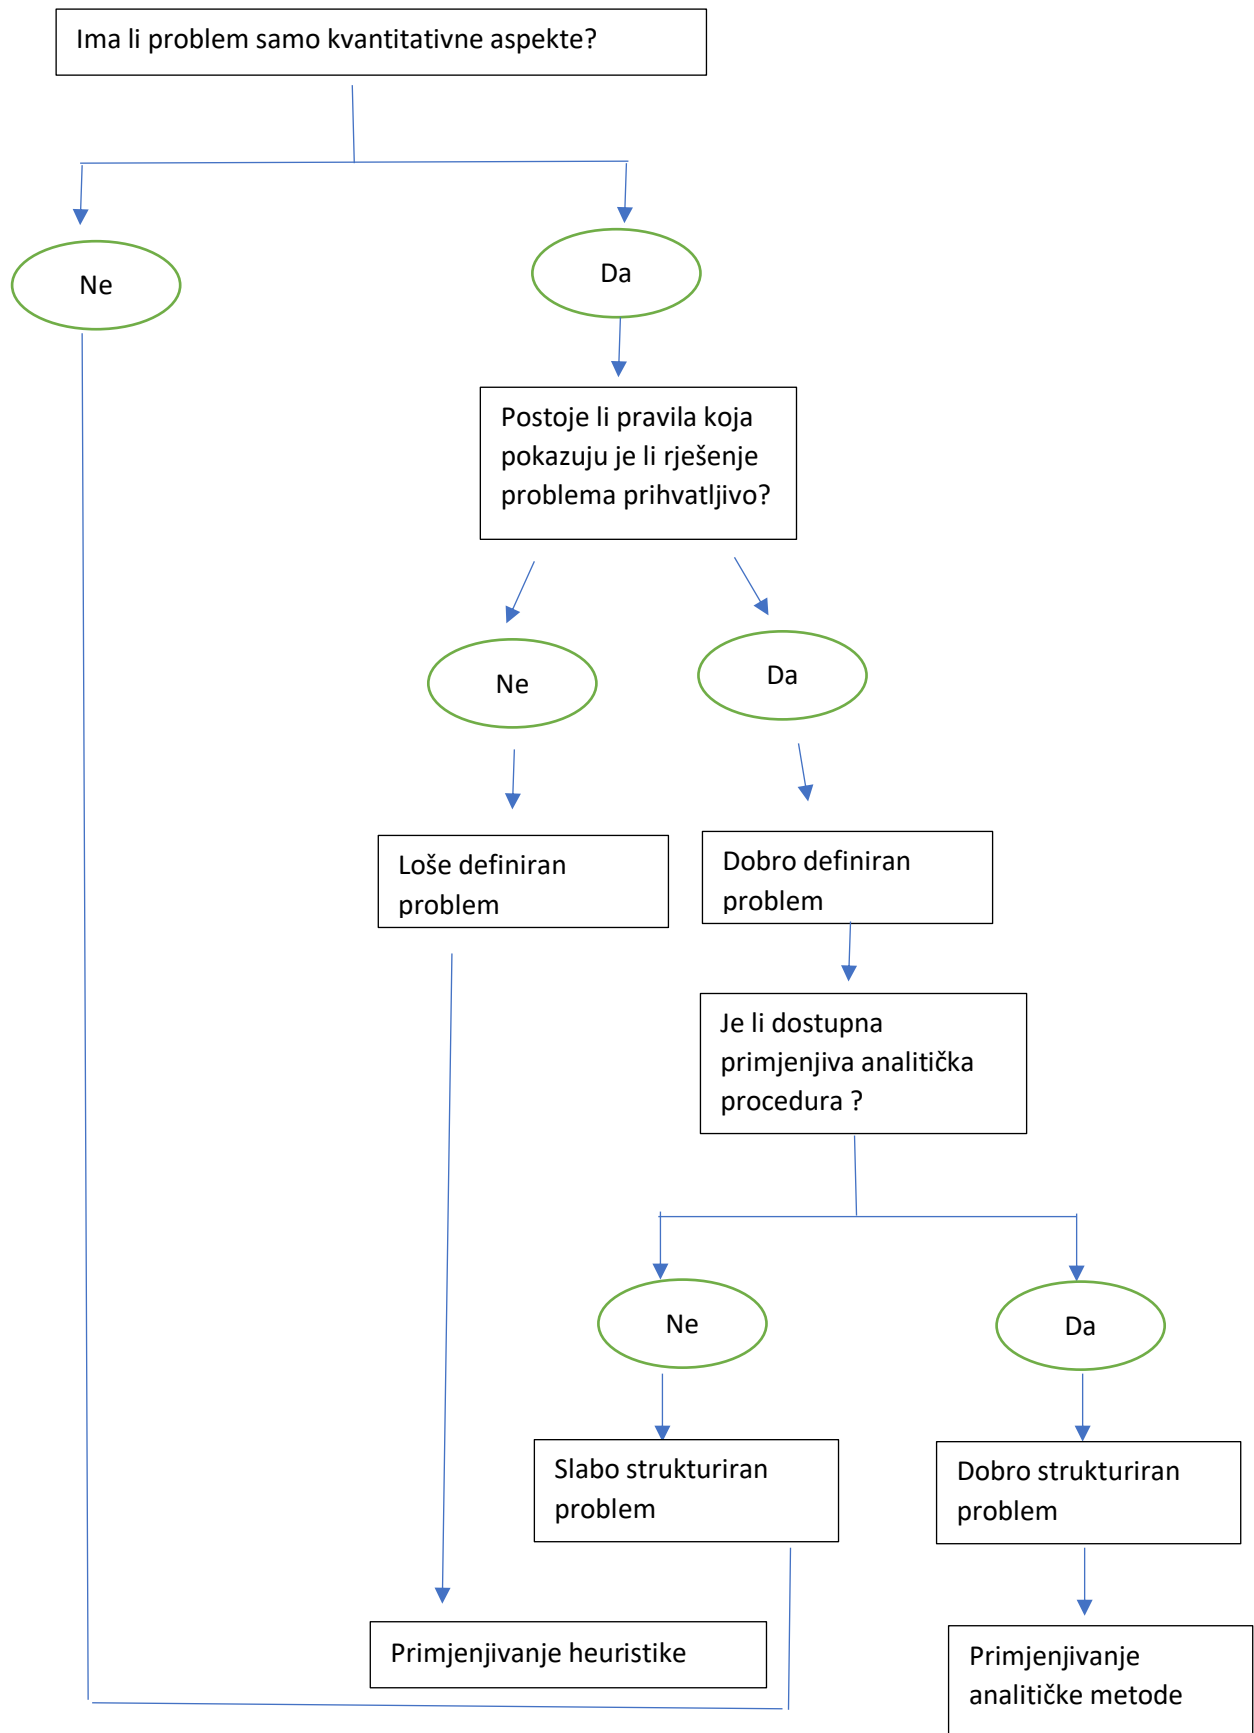 Ima li problem samo kvantitativne aspekte?
Ne
Da
Postoje li pravila koja
pokazuju je li rješenje
problema prihvatljivo?
Ne
Da
Loše definiran
problem
Dobro definiran
problem
Je li dostupna
primjenjiva analitička
procedura ?
Ne
Da
Slabo strukturiran
problem
Dobro strukturiran
problem
Primjenjivanje heuristike
Primjenjivanje
analitičke metode